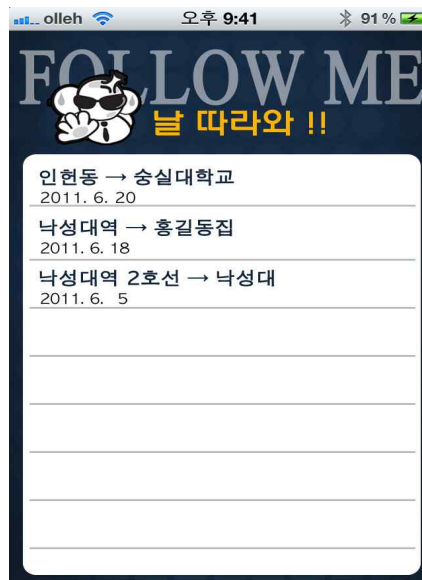 olleh 오후 9:41 91%
FOLLOW ME
날 따라와 !!
인헌동 → 숭실대학교
2011. 6. 20
낙성대역 → 홍길동집
2011. 6. 18
낙성대역 2호선 → 낙성대
2011. 6. 5